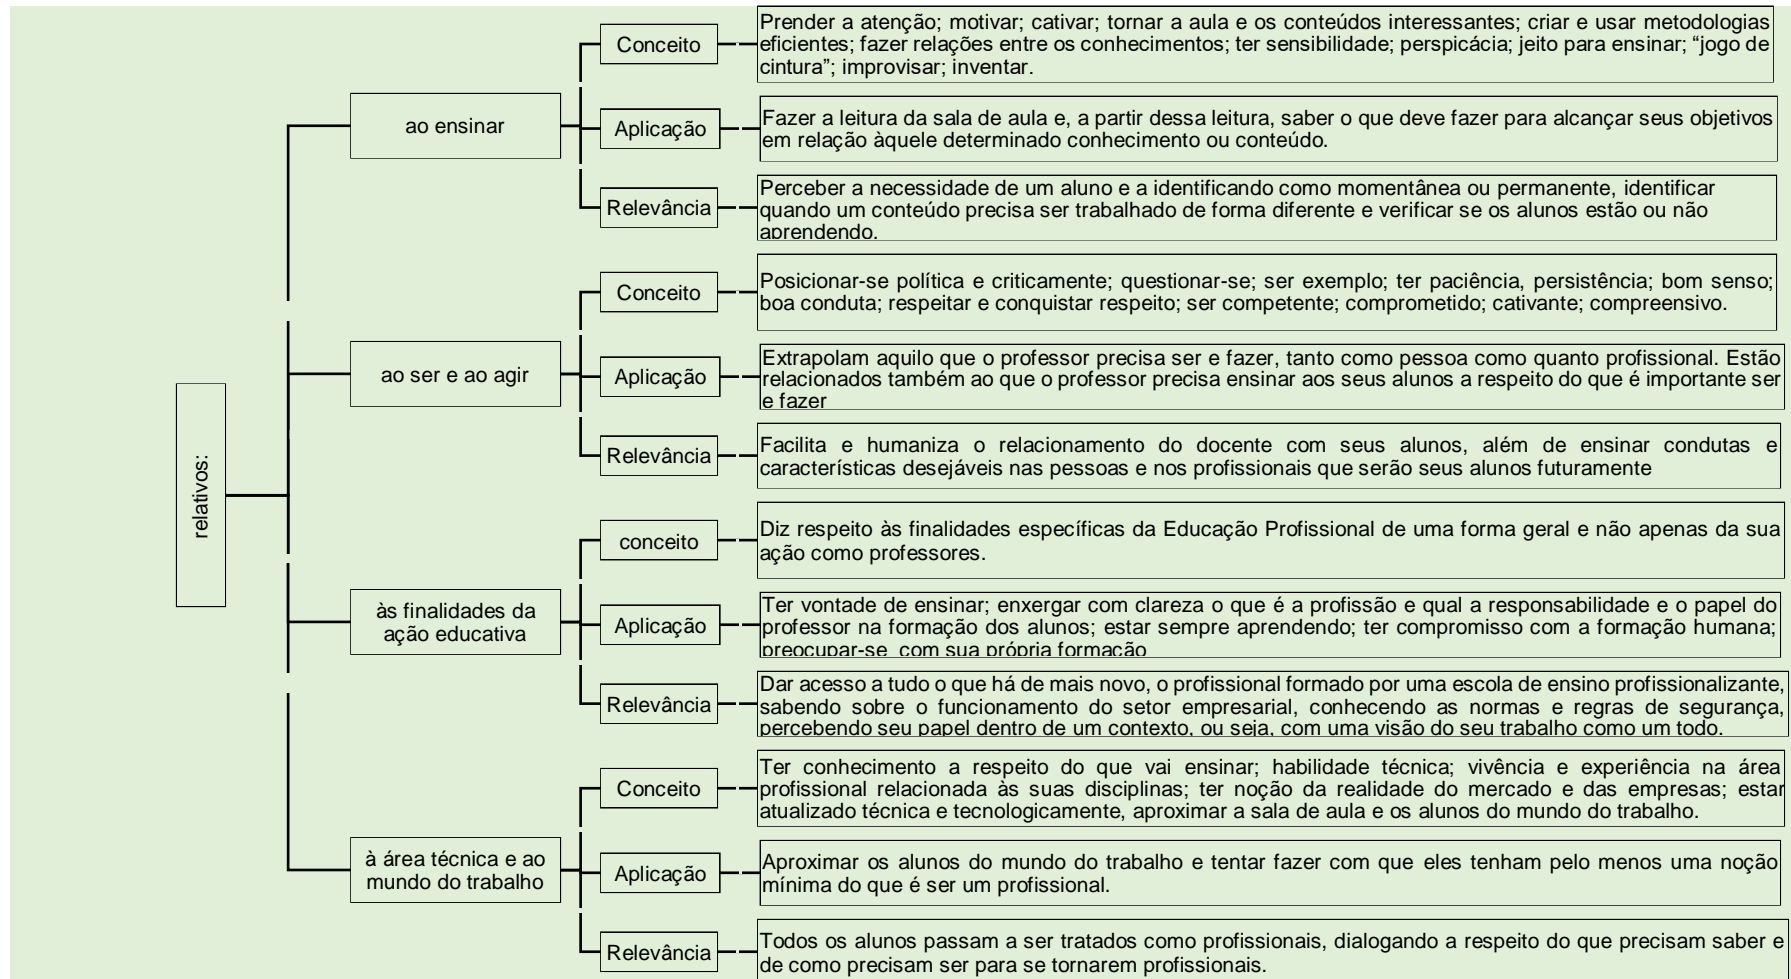 relativos:
ao ensinar
Conceito
Prender a atenção; motivar; cativar; tornar a aula e os conteúdos interessantes; criar e usar metodologias
eficientes; fazer relações entre os conhecimentos; ter sensibilidade; perspicácia; jeito para ensinar; “jogo de
cintura”; improvisar; inventar.
Aplicação
Fazer a leitura da sala de aula e, a partir dessa leitura, saber o que deve fazer para alcançar seus objetivos
em relação àquele determinado conhecimento ou conteúdo.
Relevância
Perceber a necessidade de um aluno e a identificando como momentânea ou permanente, identificar
quando um conteúdo precisa ser trabalhado de forma diferente e verificar se os alunos estão ou não
aprendendo.
ao ser e ao agir
Conceito
Posicionar-se política e criticamente; questionar-se; ser exemplo; ter paciência, persistência; bom senso;
boa conduta; respeitar e conquistar respeito; ser competente; comprometido; cativante; compreensivo.
Aplicação
Extrapolam aquilo que o professor precisa ser e fazer, tanto como pessoa como quanto profissional. Estão
relacionados também ao que o professor precisa ensinar aos seus alunos a respeito do que é importante ser
e fazer
Relevância
Facilita e humaniza o relacionamento do docente com seus alunos, além de ensinar condutas e
características desejáveis nas pessoas e nos profissionais que serão seus alunos futuramente
às finalidades da
ação educativa
conceito
Diz respeito às finalidades específicas da Educação Profissional de uma forma geral e não apenas da sua
ação como professores.
Aplicação
Ter vontade de ensinar; enxergar com clareza o que é a profissão e qual a responsabilidade e o papel do
professor na formação dos alunos; estar sempre aprendendo; ter compromisso com a formação humana;
preocupar-se com sua própria formação
Relevância
Dar acesso a tudo o que há de mais novo, o profissional formado por uma escola de ensino profissionalizante,
sabendo sobre o funcionamento do setor empresarial, conhecendo as normas e regras de segurança,
percebendo seu papel dentro de um contexto, ou seja, com uma visão do seu trabalho como um todo.
à área técnica e ao
mundo do trabalho
Conceito
Ter conhecimento a respeito do que vai ensinar; habilidade técnica; vivência e experiência na área
profissional relacionada às suas disciplinas; ter noção da realidade do mercado e das empresas; estar
atualizado técnica e tecnologicamente, aproximar a sala de aula e os alunos do mundo do trabalho.
Aplicação
Aproximar os alunos do mundo do trabalho e tentar fazer com que eles tenham pelo menos uma noção
mínima do que é ser um profissional.
Relevância
Todos os alunos passam a ser tratados como profissionais, dialogando a respeito do que precisam saber e
de como precisam ser para se tornarem profissionais.